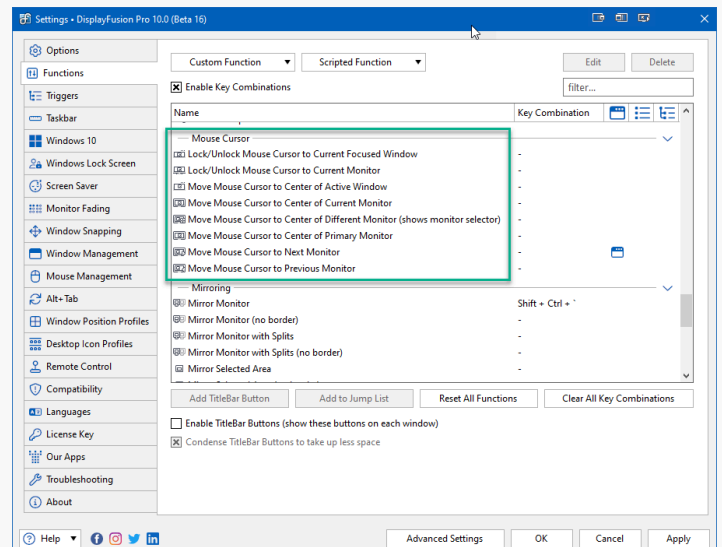 Settings • DisplayFusion Pro 10.0 (Beta 16)
Options
Functions
Triggers
Taskbar
Windows 10
Windows Lock Screen
Screen Saver
Monitor Fading
Window Snapping
Window Management
Mouse Management
Alt+Tab
Window Position Profiles
Desktop Icon Profiles
Remote Control
Compatibility
Languages
License Key
Our Apps
Troubleshooting
About
Custom Function Scripted Function Edit Delete
Enable Key Combinations filter...
Name Key Combination
Mouse Cursor
Lock/Unlock Mouse Cursor to Current Focused Window -
Lock/Unlock Mouse Cursor to Current Monitor -
Move Mouse Cursor to Center of Active Window -
Move Mouse Cursor to Center of Current Monitor -
Move Mouse Cursor to Center of Different Monitor (shows monitor selector) -
Move Mouse Cursor to Center of Primary Monitor -
Move Mouse Cursor to Next Monitor -
Move Mouse Cursor to Previous Monitor -
Mirroring
Mirror Monitor Shift + Ctrl + `
Mirror Monitor (no border) -
Mirror Monitor with Splits -
Mirror Monitor with Splits (no border) -
Mirror Selected Area -
Add TitleBar Button Add to Jump List Reset All Functions Clear All Key Combinations
Enable TitleBar Buttons (show these buttons on each window)
Condense TitleBar Buttons to take up less space
Help Advanced Settings OK Cancel Apply